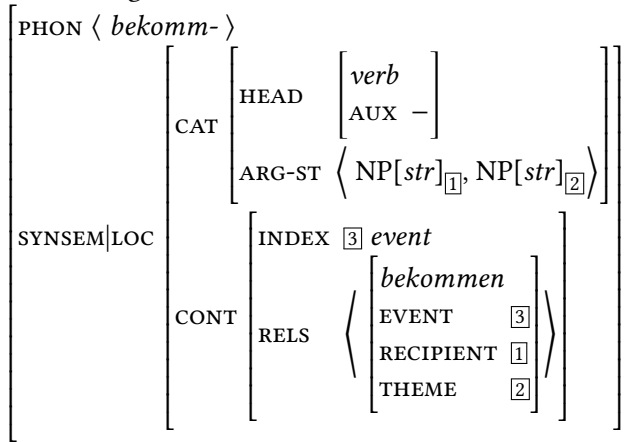 PHON ⟨ bekomm- ⟩
verb
HEAD
AUX −
CAT
ARG-ST ⟨ NP[str]1, NP[str]2 ⟩
SYNSEM|LOC
INDEX 3 event
bekommen
EVENT 3
CONT
RELS
RECIPIENT 1
THEME 2